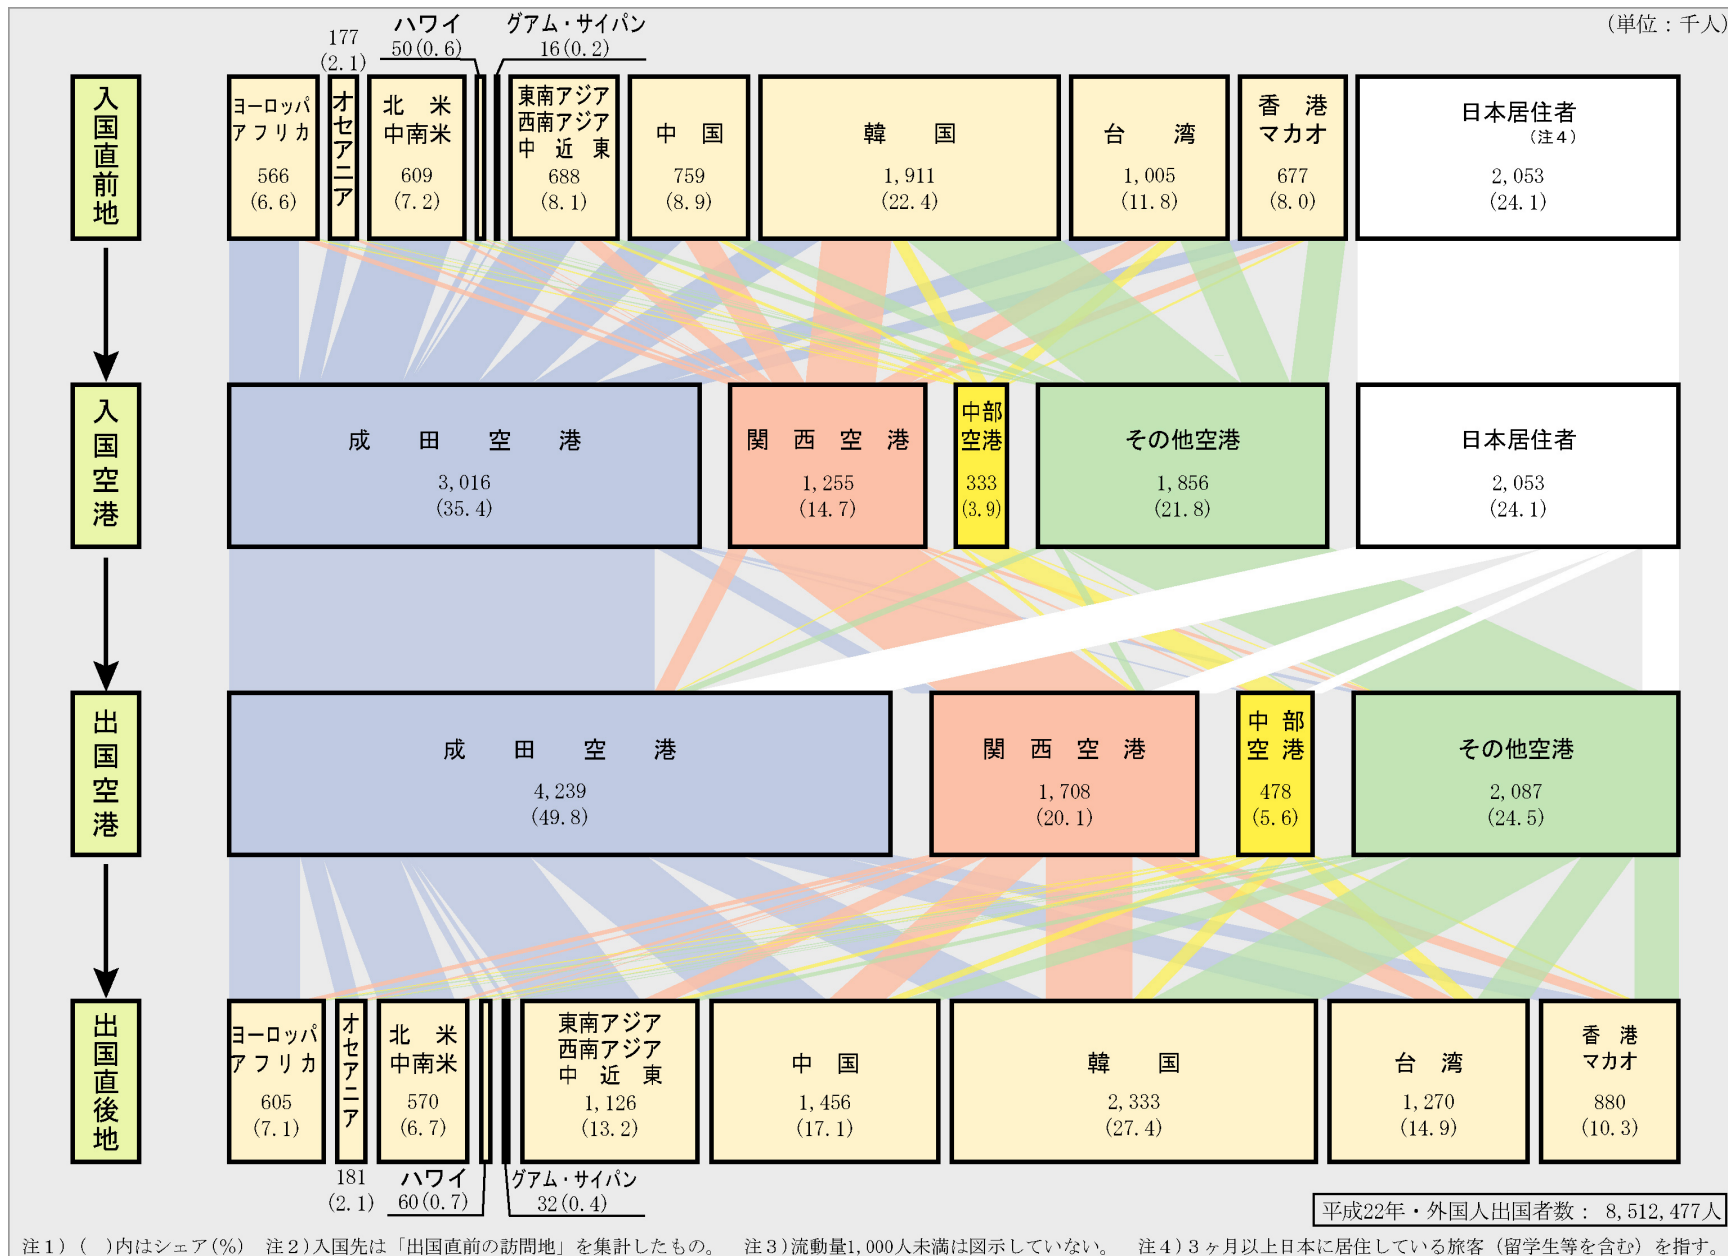 (単位：千人)
ハワイ
50(0.6)
グアム・サイパン
16(0.2)
177
(2.1)
入国直前地
ヨーロッパ
アフリカ
566
(6.6)
オセアニア
北米
中南米
609
(7.2)
東南アジア
西南アジア
中近東
688
(8.1)
中国
759
(8.9)
韓国
1,911
(22.4)
台湾
1,005
(11.8)
香港
マカオ
677
(8.0)
日本居住者
(注４)
2,053
(24.1)
入国空港
成田空港
3,016
(35.4)
関西空港
1,255
(14.7)
中部
空港
333
(3.9)
その他空港
1,856
(21.8)
日本居住者
2,053
(24.1)
出国空港
成田空港
4,239
(49.8)
関西空港
1,708
(20.1)
中部
空港
478
(5.6)
その他空港
2,087
(24.5)
出国直後地
ヨーロッパ
アフリカ
605
(7.1)
オセアニア
181
(2.1)
北米
中南米
570
(6.7)
ハワイ
60(0.7)
グアム・サイパン
32(0.4)
東南アジア
西南アジア
中近東
1,126
(13.2)
中国
1,456
(17.1)
韓国
2,333
(27.4)
台湾
1,270
(14.9)
香港
マカオ
880
(10.3)
平成22年・外国人出国者数： 8,512,477人
注１）（　）内はシェア(%)　注２）入国先は「出国直前の訪問地」を集計したもの。　注３）流動量1,000人未満は図示していない。　注４）３ヶ月以上日本に居住している旅客（留学生等を含む）を指す。